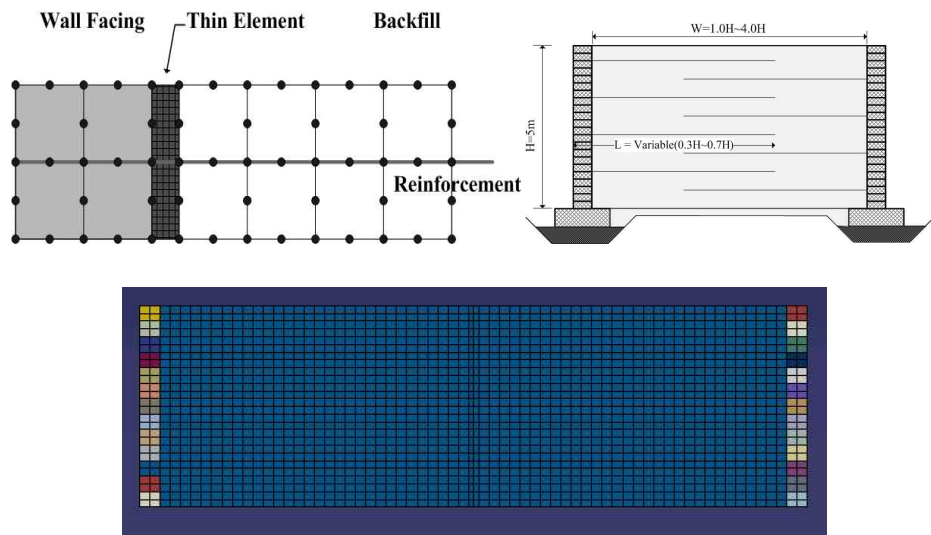 Wall Facing
Thin Element
Backfill
Reinforcement
W=1.0H~4.0H
H=5m
L = Variable(0.3H~0.7H)